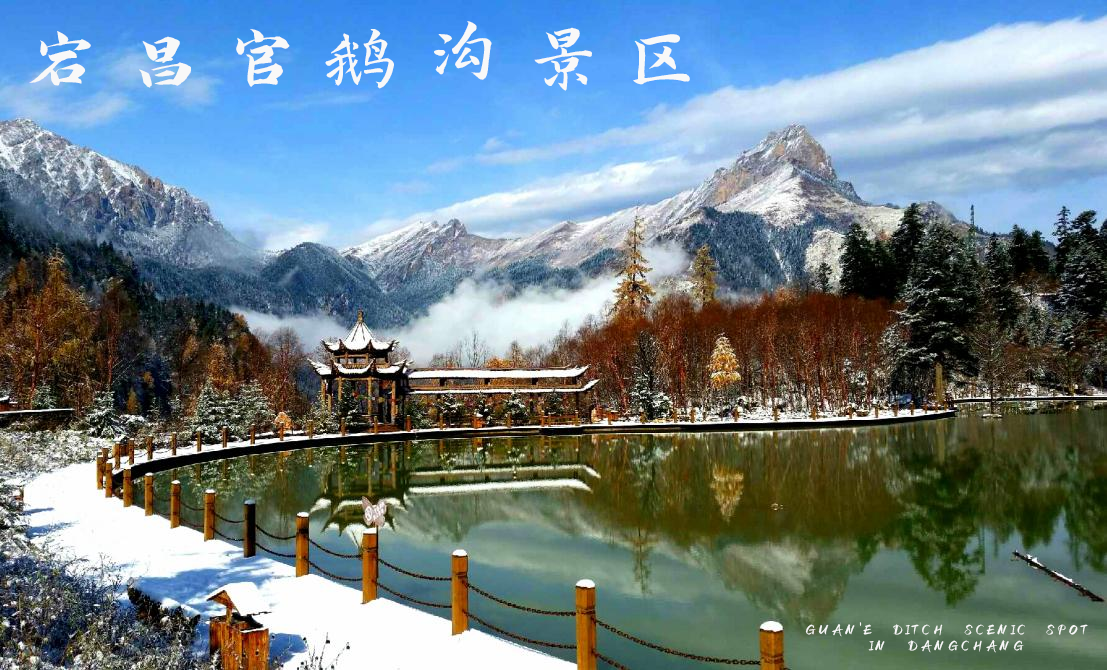 宕昌官鹅沟景区
GUAN'E DITCH SCENIC SPOT
IN DANGCHANG